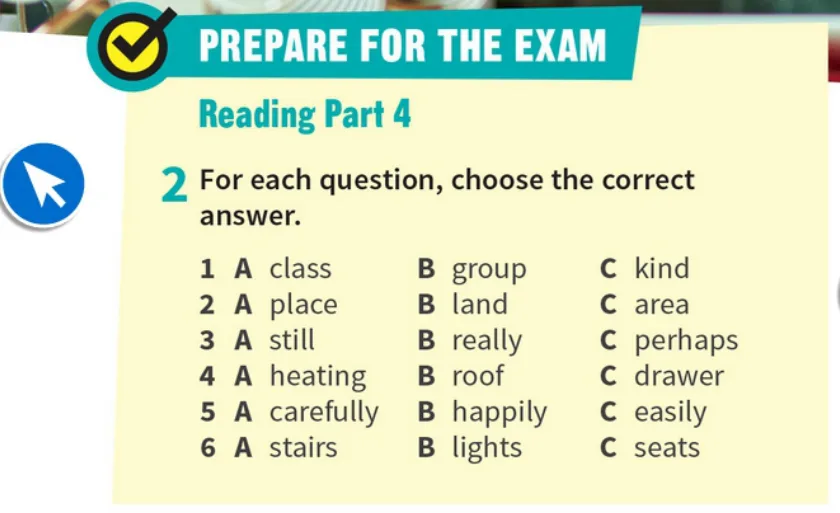 PREPARE FOR THE EXAM
Reading Part 4
2 For each question, choose the correct
answer.
1 A class B group C kind
2 A place B land C area
3 A still B really C perhaps
4 A heating B roof C drawer
5 A carefully B happily C easily
6 A stairs B lights C seats